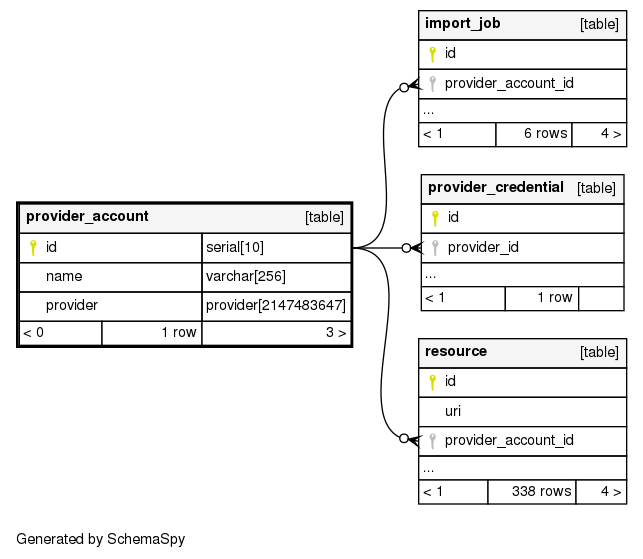 import_job [table]
id
provider_account_id
...
< 1 6 rows 4 >
provider_credential [table]
id
provider_id
...
< 1 1 row
provider_account [table]
id serial[10]
name varchar[256]
provider provider[2147483647]
< 0 1 row 3 >
resource [table]
id
uri
provider_account_id
...
< 1 338 rows 4 >
Generated by SchemaSpy